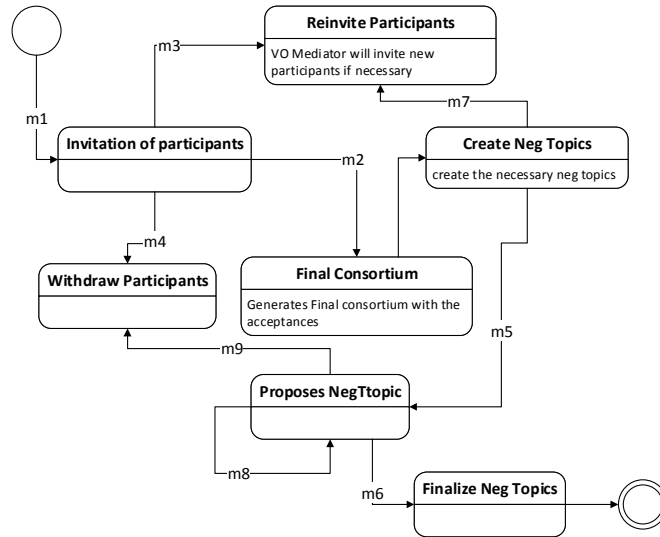 Reinvite Participants
VO Mediator will invite new
participants if necessary
m3
m7
m1
Invitation of participants
m2
Create Neg Topics
create the necessary neg topics
m4
Withdraw Participants
Final Consortium
Generates Final consortium with the
acceptances
m5
m9
Proposes NegTtopic
m8
m6
Finalize Neg Topics